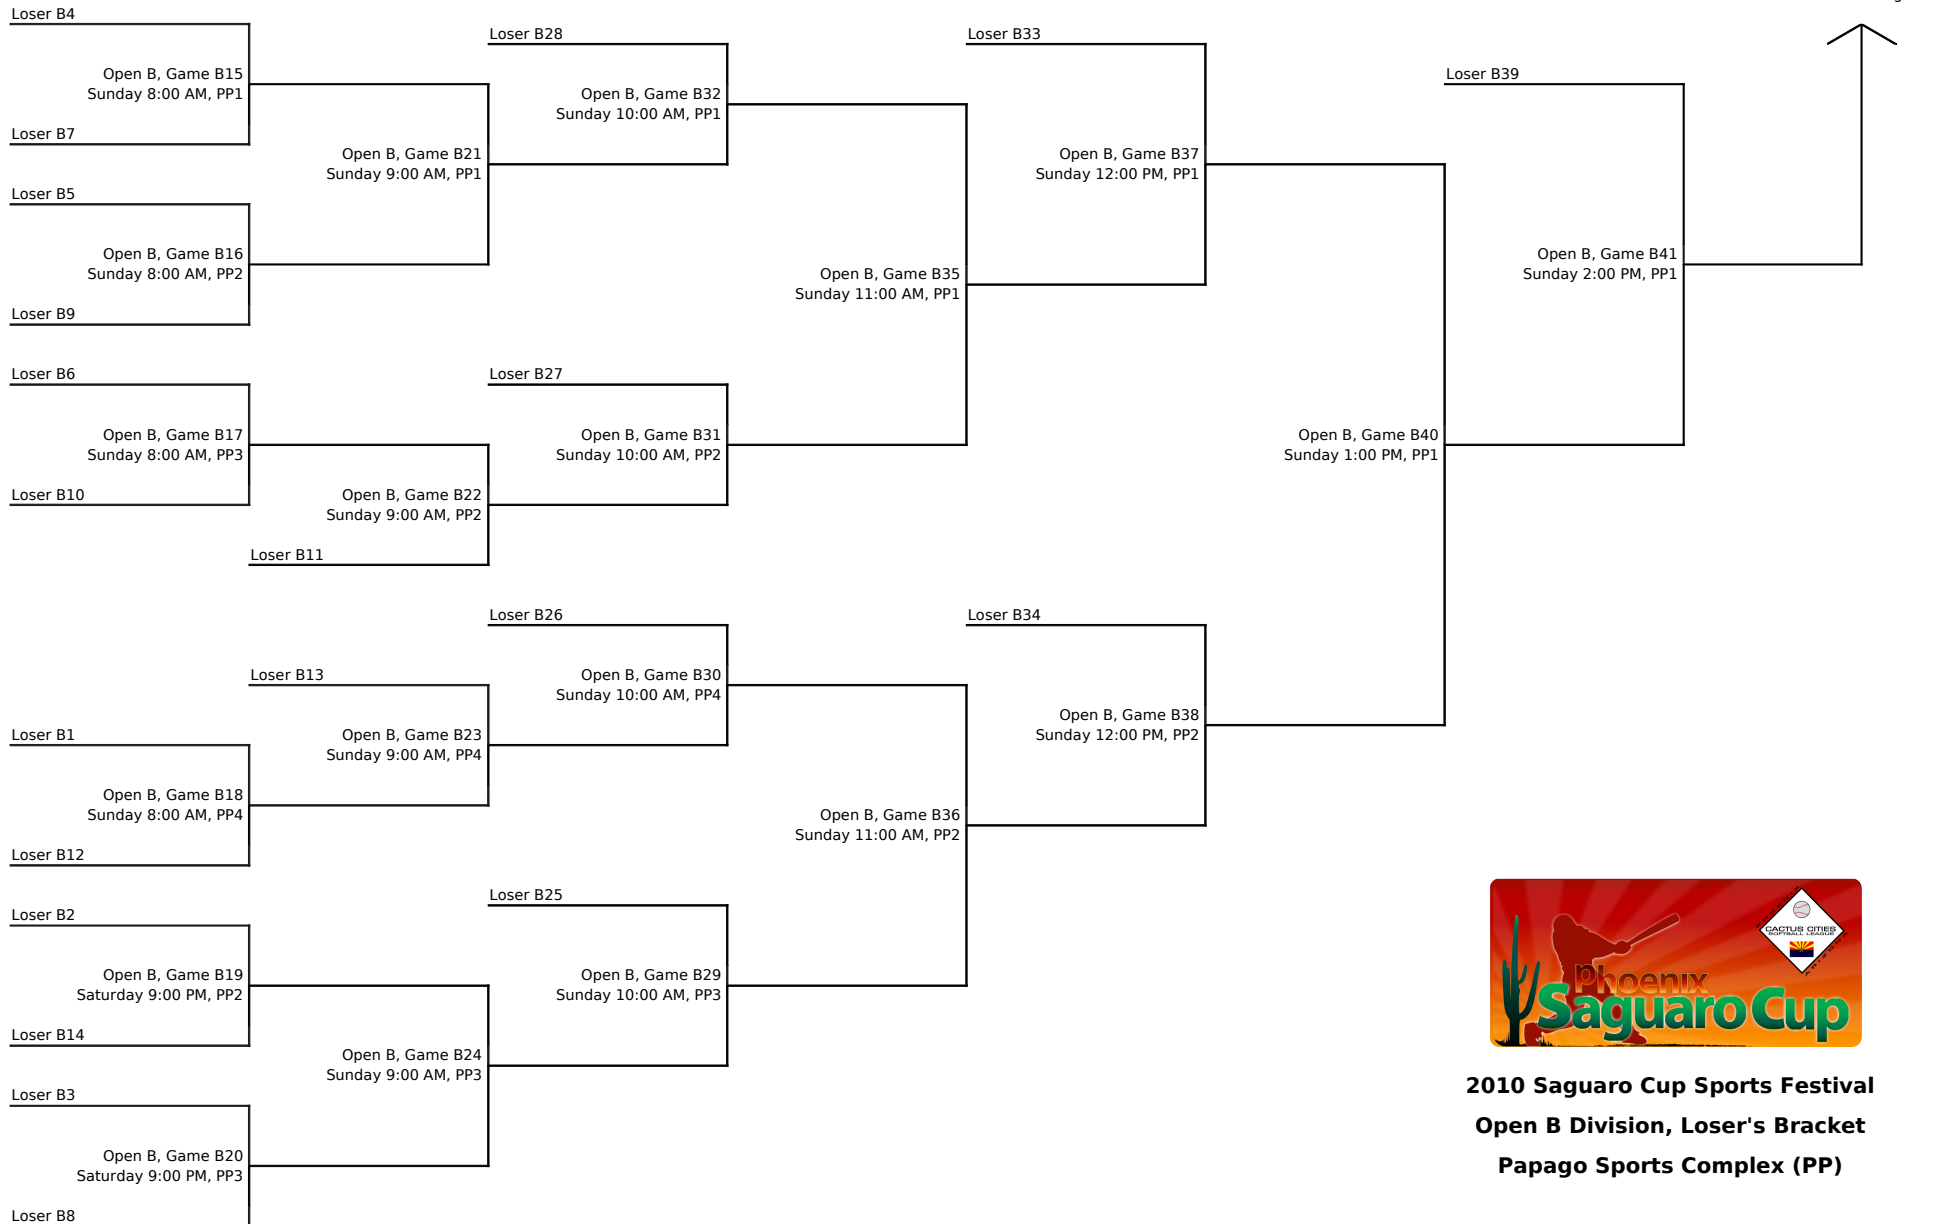 Loser B4
Open B, Game B15
Sunday 8:00 AM, PP1
Loser B7
Loser B5
Open B, Game B16
Sunday 8:00 AM, PP2
Loser B9
Loser B6
Open B, Game B17
Sunday 8:00 AM, PP3
Loser B10
Loser B1
Open B, Game B18
Sunday 8:00 AM, PP4
Loser B12
Loser B2
Open B, Game B19
Saturday 9:00 PM, PP2
Loser B14
Loser B3
Open B, Game B20
Saturday 9:00 PM, PP3
Loser B8
Open B, Game B21
Sunday 9:00 AM, PP1
Open B, Game B22
Sunday 9:00 AM, PP2
Loser B11
Loser B13
Open B, Game B23
Sunday 9:00 AM, PP4
Open B, Game B24
Sunday 9:00 AM, PP3
Loser B28
Open B, Game B32
Sunday 10:00 AM, PP1
Loser B27
Open B, Game B31
Sunday 10:00 AM, PP2
Loser B26
Open B, Game B30
Sunday 10:00 AM, PP4
Loser B25
Open B, Game B29
Sunday 10:00 AM, PP3
Open B, Game B35
Sunday 11:00 AM, PP1
Open B, Game B36
Sunday 11:00 AM, PP2
Loser B33
Open B, Game B37
Sunday 12:00 PM, PP1
Loser B34
Open B, Game B38
Sunday 12:00 PM, PP2
Open B, Game B40
Sunday 1:00 PM, PP1
Loser B39
Open B, Game B41
Sunday 2:00 PM, PP1
CACTUS CITIES
SOFTBALL LEAGUE
Phoenix
Saguaro Cup
2010 Saguaro Cup Sports Festival
Open B Division, Loser's Bracket
Papago Sports Complex (PP)